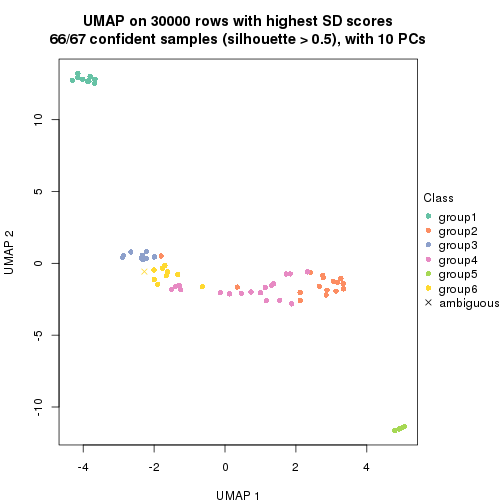 UMAP on 30000 rows with highest SD scores
66/67 confident samples (silhouette > 0.5), with 10 PCs
10
5
0
-5
-10
UMAP 2
-4
-2
0
2
4
UMAP 1
Class
group1
group2
group3
group4
group5
group6
ambiguous